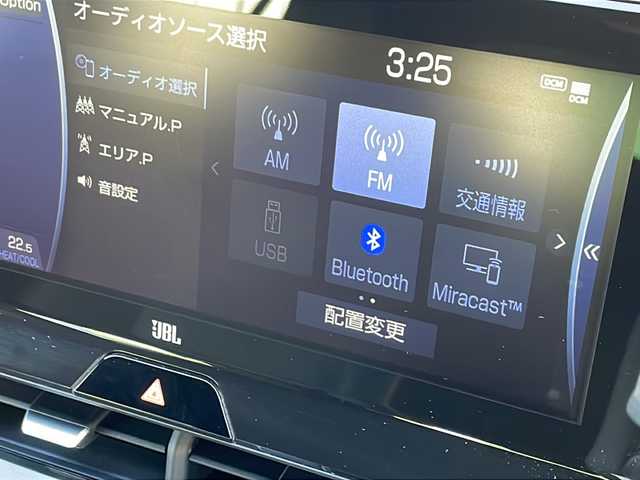 Option
オーディオソース選択
3:25
DCM
DCM
オーディオ選択
マニュアル.P
エリア.P
音設定
AM
FM
交通情報
USB
Bluetooth
Miracast™
配置変更
22.5
HEAT/COOL
JBL